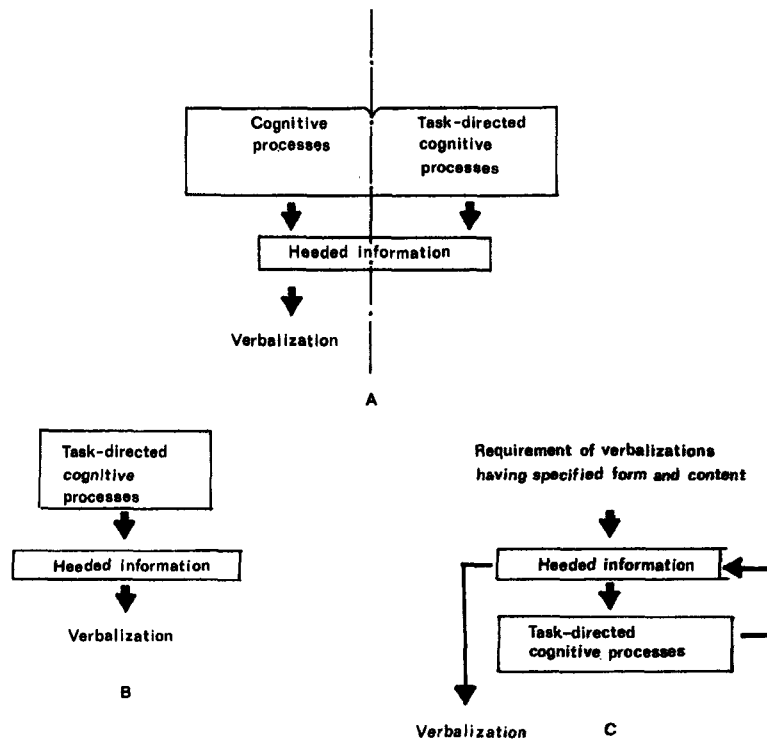 Cognitive
processes
Task-directed
cognitive
processes
Heeded information
Verbalization
A
Task-directed
cognitive
processes
Heeded information
Verbalization
B
Requirement of verbalizations
having specified form and content
Heeded information
Task-directed
cognitive processes
Verbalization
C